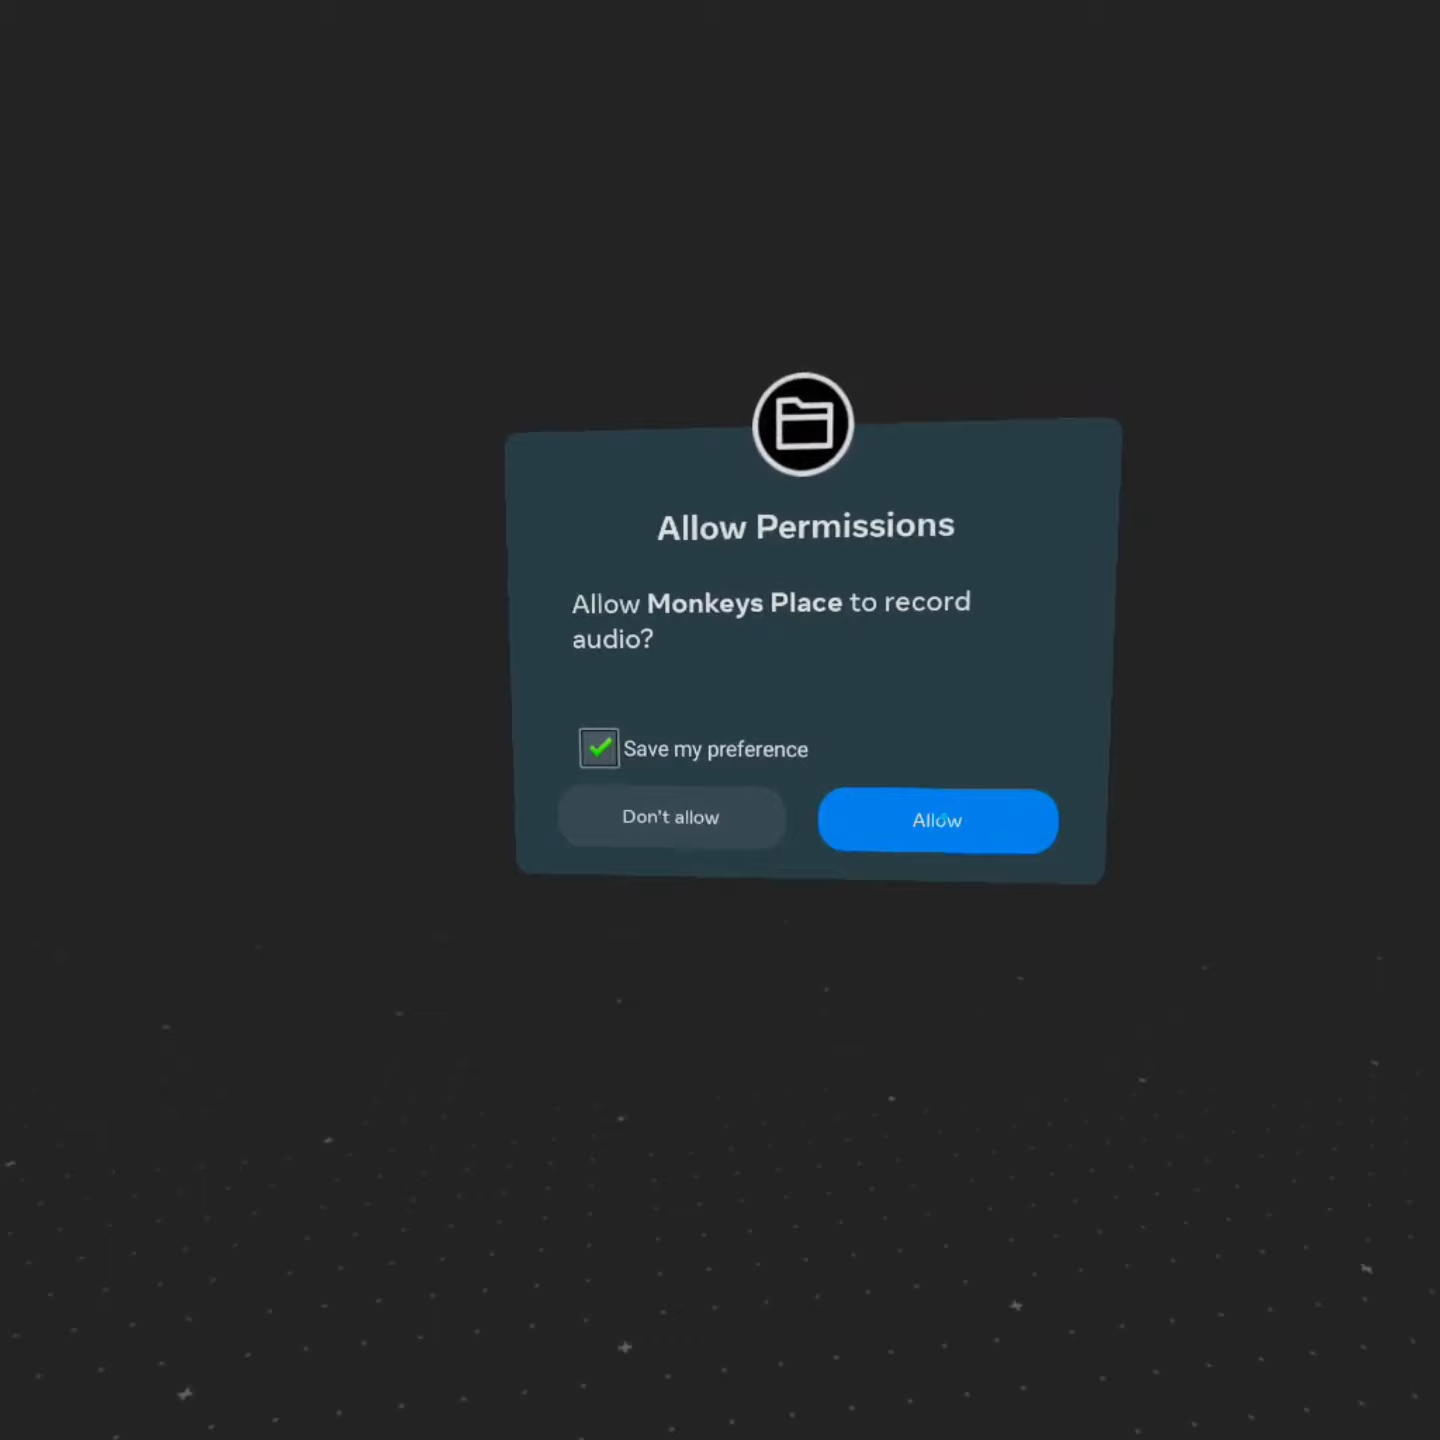 Allow Permissions
Allow Monkeys Place to record
audio?
Save my preference
Don't allow
Allow